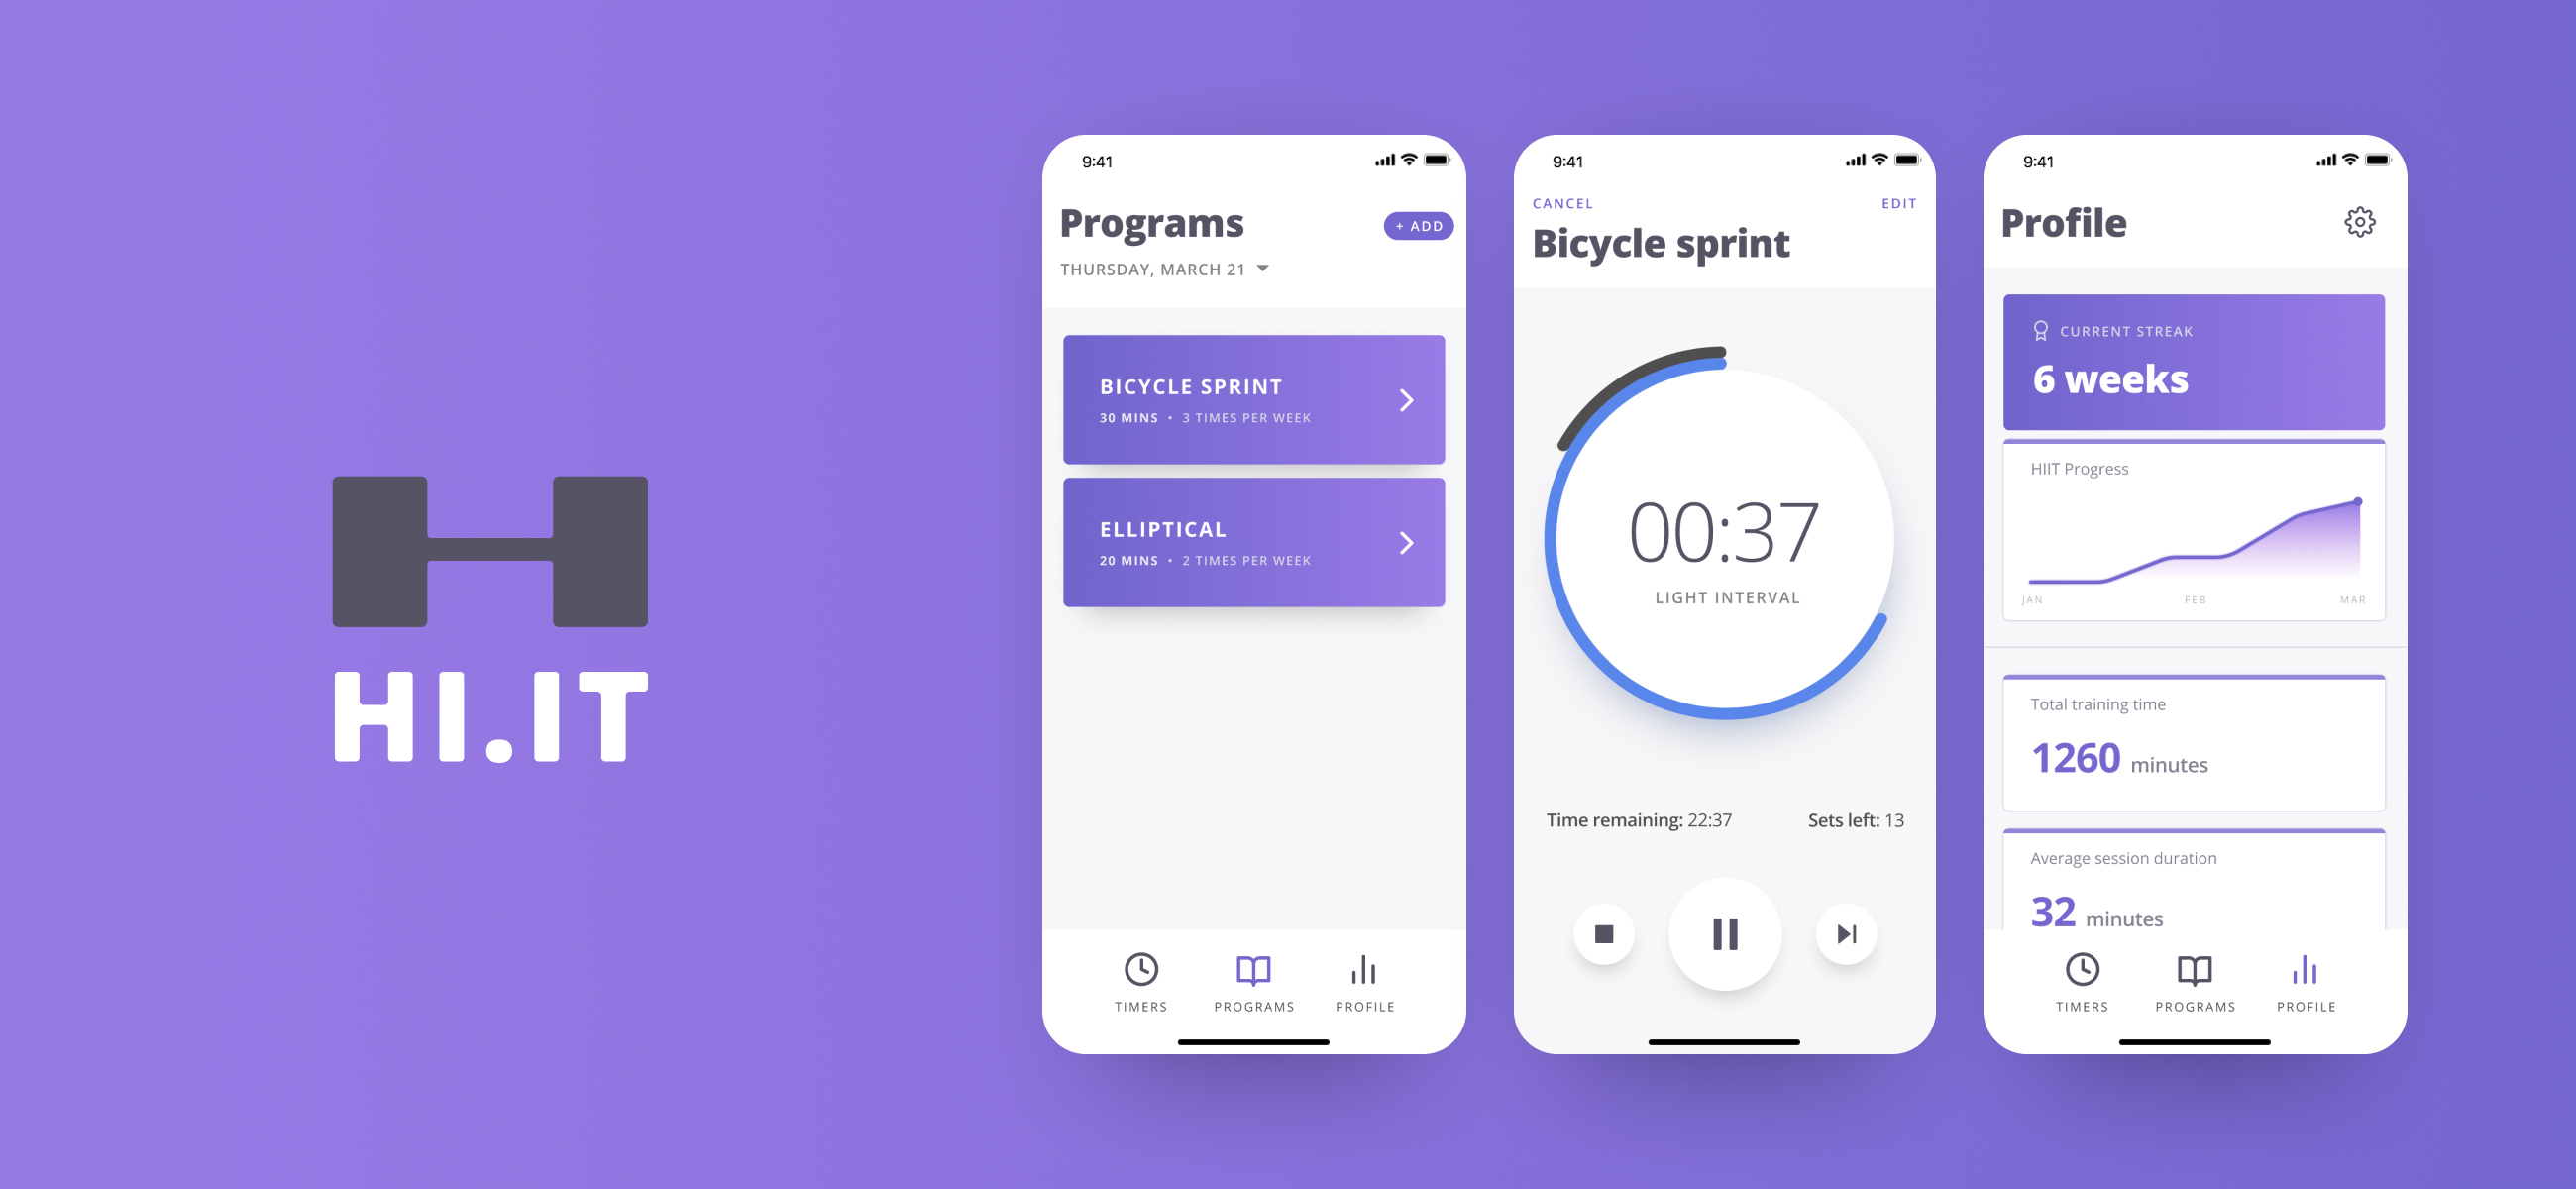 HI.IT
9:41
Programs
+ ADD
THURSDAY, MARCH 21
BICYCLE SPRINT
30 MINS • 3 TIMES PER WEEK
ELLIPTICAL
20 MINS • 2 TIMES PER WEEK
TIMERS PROGRAMS PROFILE
9:41
CANCEL EDIT
Bicycle sprint
00:37
LIGHT INTERVAL
Time remaining: 22:37 Sets left: 13
9:41
Profile
CURRENT STREAK
6 weeks
HIIT Progress
JAN FEB MAR
Total training time
1260 minutes
Average session duration
32 minutes
TIMERS PROGRAMS PROFILE